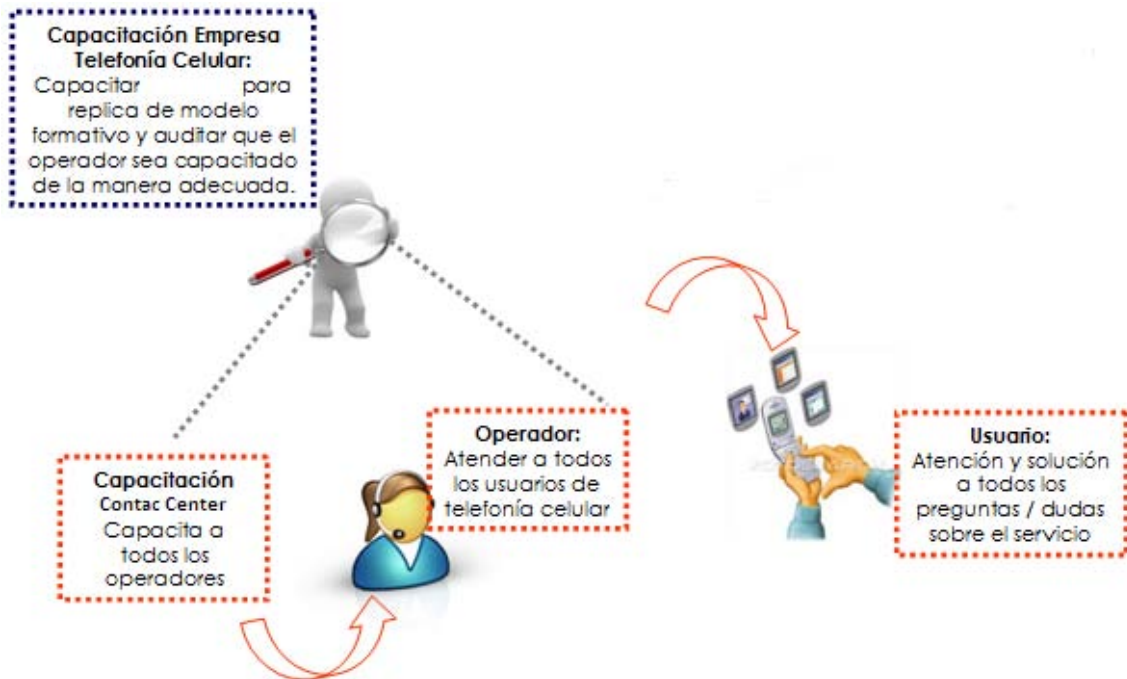 Capacitación Empresa
Telefonía Celular:
Capacitar para
replica de modelo
formativo y auditar que el
operador sea capacitado
de la manera adecuada.
Capacitación
Contac Center
Capacita a
todos los
operadores
Operador:
Atender a todos
los usuarios de
telefonía celular
Usuario:
Atención y solución
a todos los
preguntas / dudas
sobre el servicio